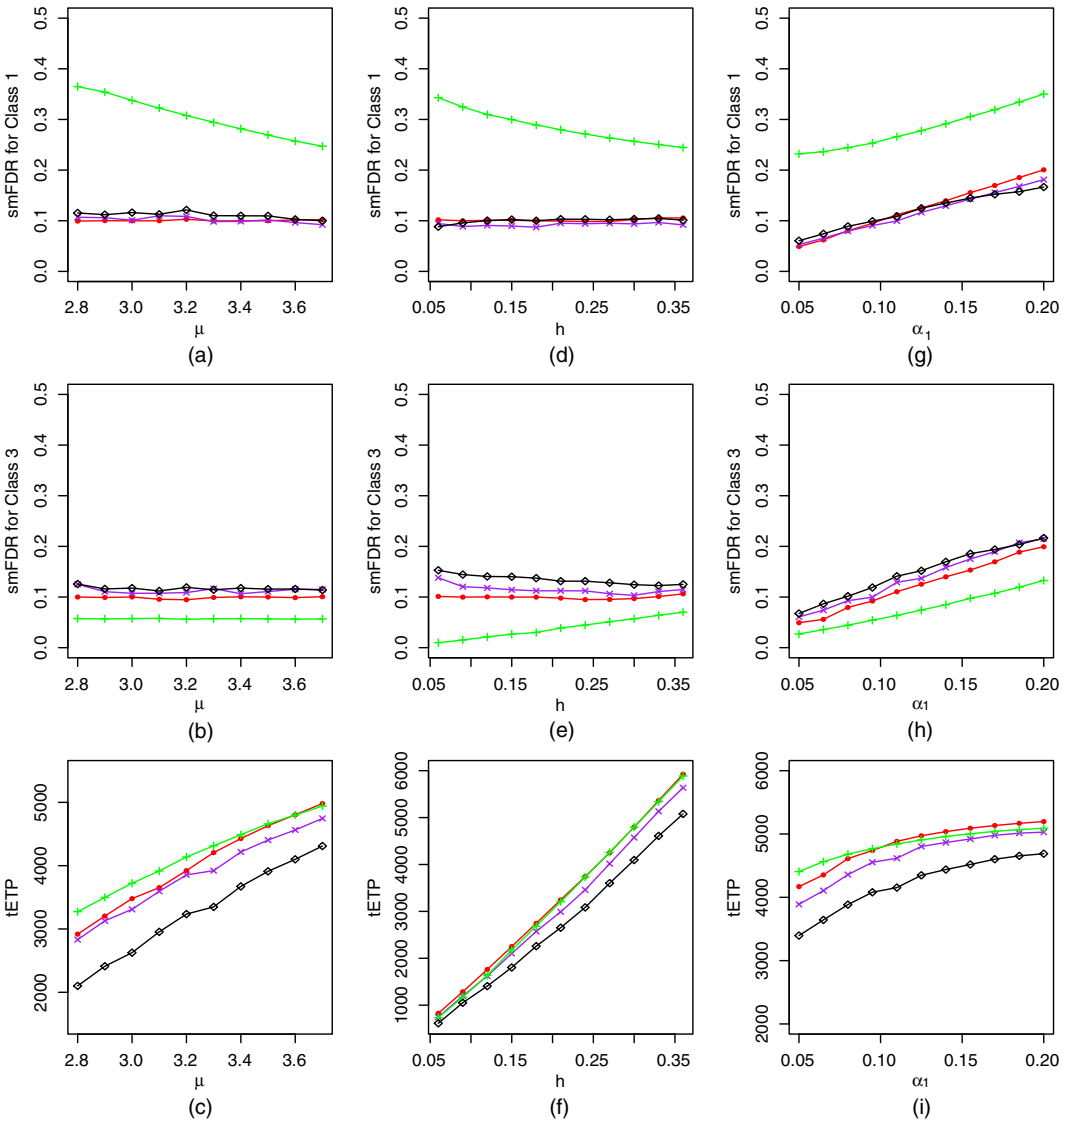 smFDR for Class 1
0.0 0.1 0.2 0.3 0.4 0.5
2.8 3.0 3.2 3.4 3.6
μ
(a)
smFDR for Class 1
0.0 0.1 0.2 0.3 0.4 0.5
0.05 0.15 0.25 0.35
h
(d)
smFDR for Class 1
0.0 0.1 0.2 0.3 0.4 0.5
0.05 0.10 0.15 0.20
α1
(g)
smFDR for Class 3
0.0 0.1 0.2 0.3 0.4 0.5
2.8 3.0 3.2 3.4 3.6
μ
(b)
smFDR for Class 3
0.0 0.1 0.2 0.3 0.4 0.5
0.05 0.15 0.25 0.35
h
(e)
smFDR for Class 3
0.0 0.1 0.2 0.3 0.4 0.5
0.05 0.10 0.15 0.20
α1
(h)
tETP
2000 3000 4000 5000
2.8 3.0 3.2 3.4 3.6
μ
(c)
tETP
1000 2000 3000 4000 5000 6000
0.05 0.15 0.25 0.35
h
(f)
tETP
2000 3000 4000 5000 6000
0.05 0.10 0.15 0.20
α1
(i)